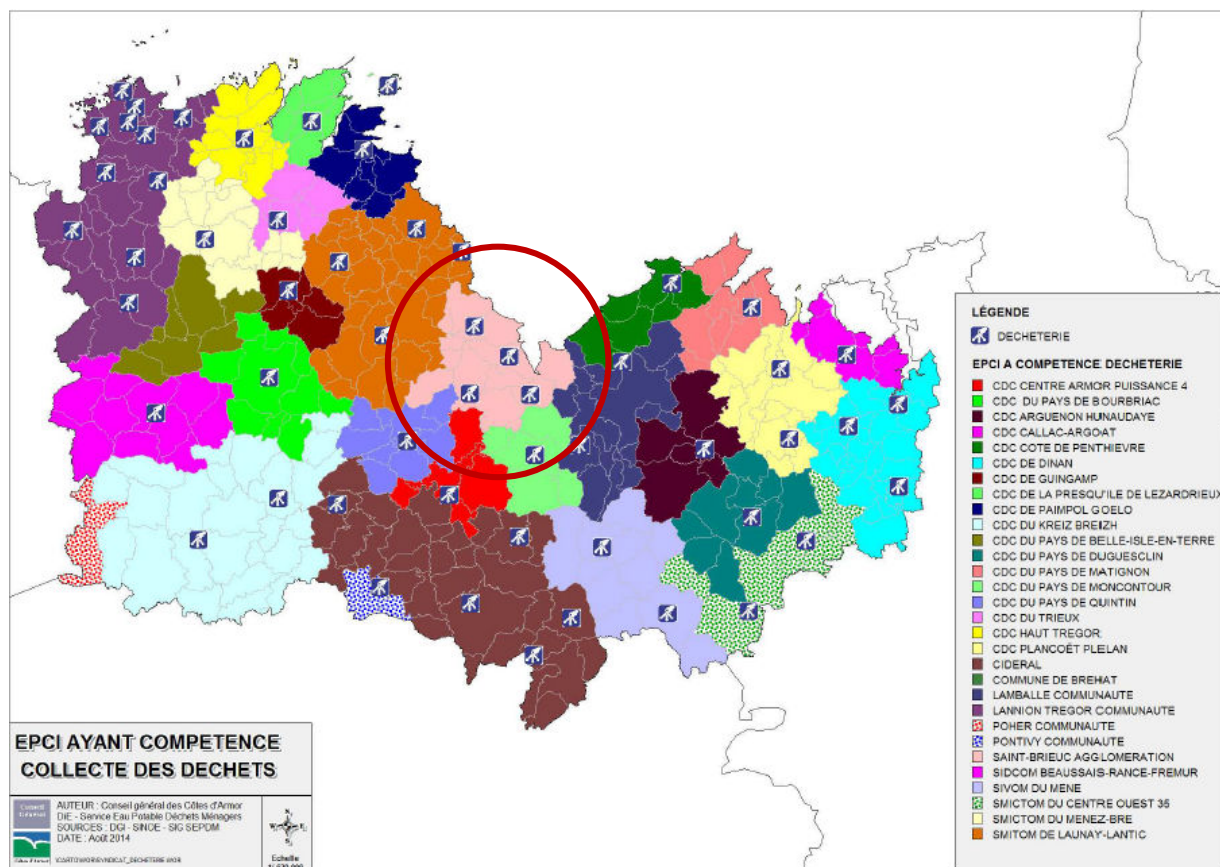 LÉGENDE
DECHETERIE
EPCI A COMPETENCE DECHETERIE
CDC CENTRE ARMOR PUISSANCE 4
CDC DU PAYS DE BOURBRIAC
CDC ARGUENON HUNAUDAYE
CDC CALLAC-ARGOAT
CDC COTE DE PENTHIEVRE
CDC DE DINAN
CDC DE GUINGAMP
CDC DE LA PRESQU'ILE DE LEZARDRIEUX
CDC DE PAIMPOL GOELO
CDC DU KREIZ BREIZH
CDC DU PAYS DE BELLE-ISLE-EN-TERRE
CDC DU PAYS DE DUGUESCLIN
CDC DU PAYS DE MATIGNON
CDC DU PAYS DE MONCONTOUR
CDC DU PAYS DE QUINTIN
CDC DU TRIEUX
CDC HAUT TREGOR
CDC PLANCOËT PLELAN
CIDERAL
COMMUNE DE BREHAT
LAMBALLE COMMUNAUTE
LANNION TREGOR COMMUNAUTE
POHER COMMUNAUTE
PONTIVY COMMUNAUTE
SAINT-BRIEUC AGGLOMERATION
SIDCOM BEAUSSAIS-RANCE-FREMUR
SIVOM DU MENE
SMICTOM DU CENTRE OUEST 35
SMICTOM DU MENEZ-BRE
SMITOM DE LAUNAY-LANTIC
EPCI AYANT COMPETENCE
COLLECTE DES DECHETS
AUTEUR : Conseil général des Côtes d'Armor
DIE - Service Eau Potable Déchets Ménagers
SOURCES : DGI - SINOE - SIG SEPDM
DATE : Août 2014
Echelle